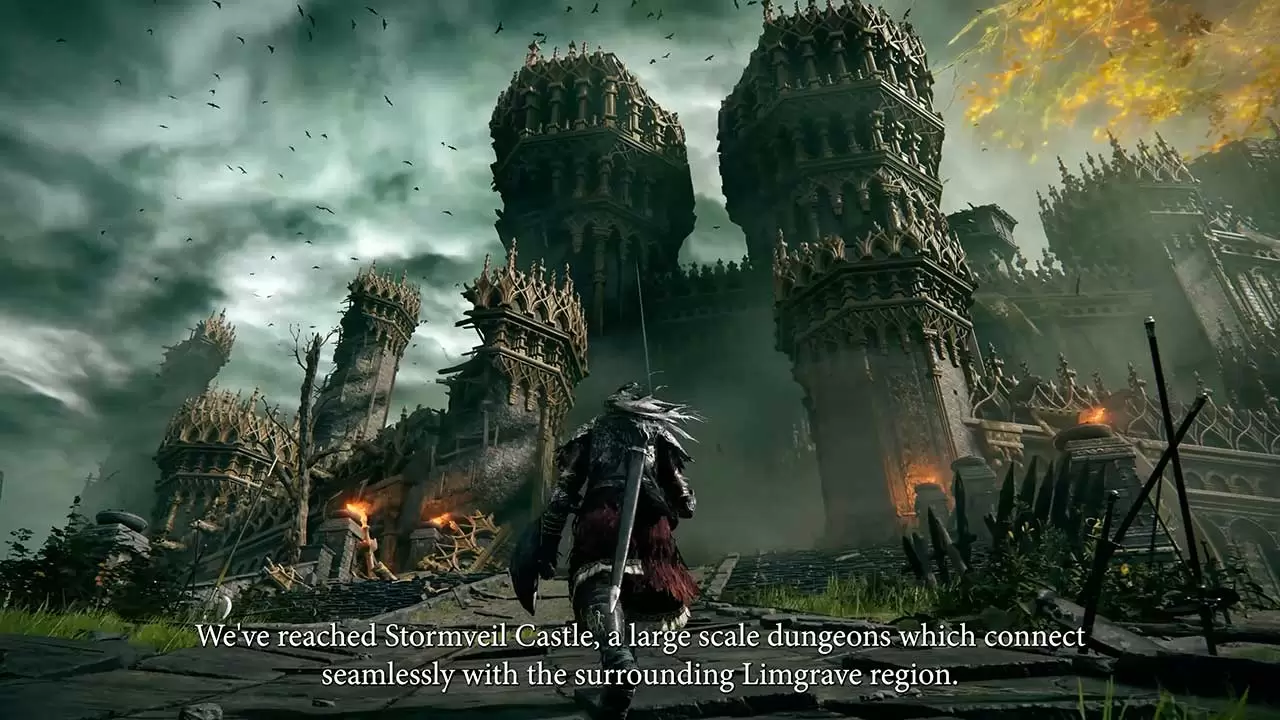 We've reached Stormveil Castle, a large scale dungeons which connect
seamlessly with the surrounding Limgrave region.